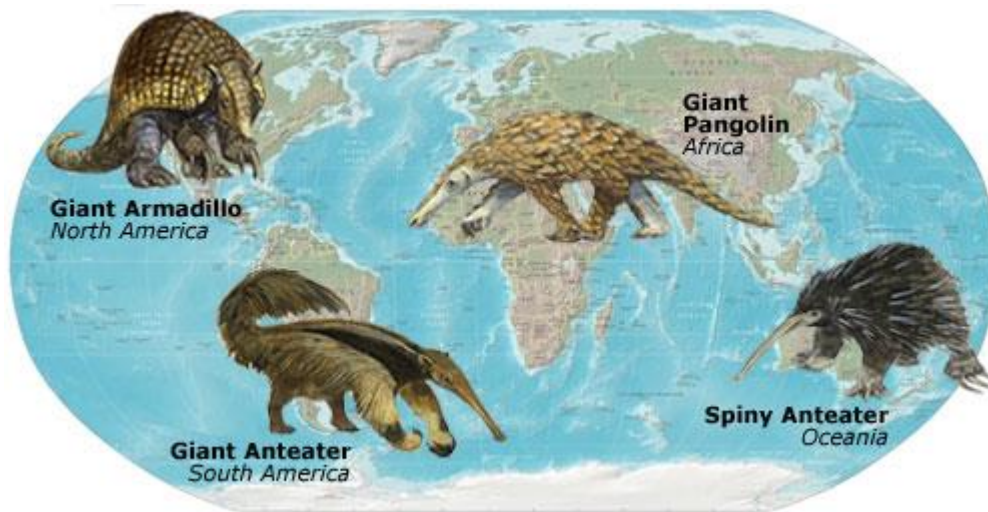 Giant
Pangolin
Africa
Giant Armadillo
North America
Giant Anteater
South America
Spiny Anteater
Oceania